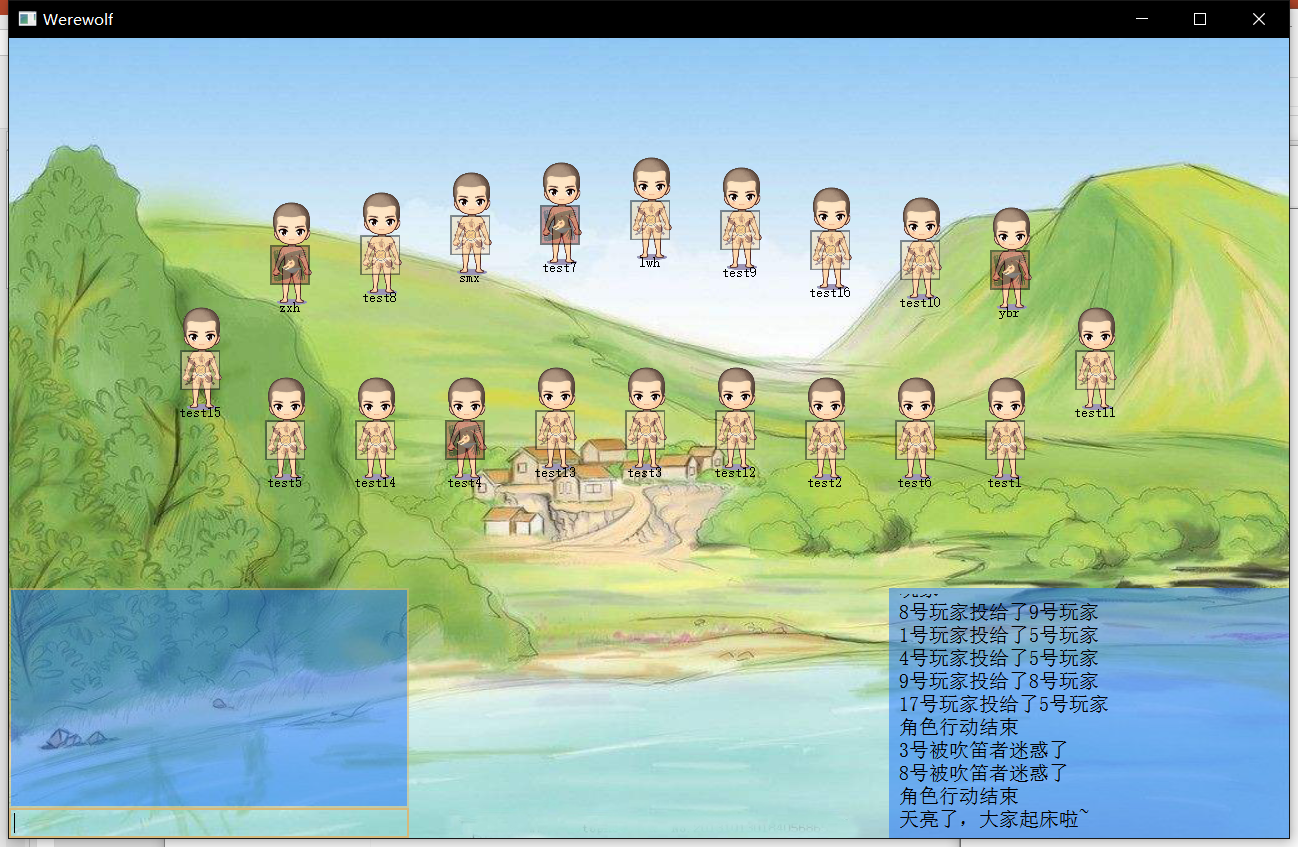 Werewolf
lwh
test7
test9
smx
test16
test8
test10
zxh
ybr
test15
test11
test13
test3
test12
test5
test14
test4
test2
test6
test1
8号玩家投给了9号玩家
1号玩家投给了5号玩家
4号玩家投给了5号玩家
9号玩家投给了8号玩家
17号玩家投给了5号玩家
角色行动结束
3号被吹笛者迷惑了
8号被吹笛者迷惑了
角色行动结束
天亮了，大家起床啦~